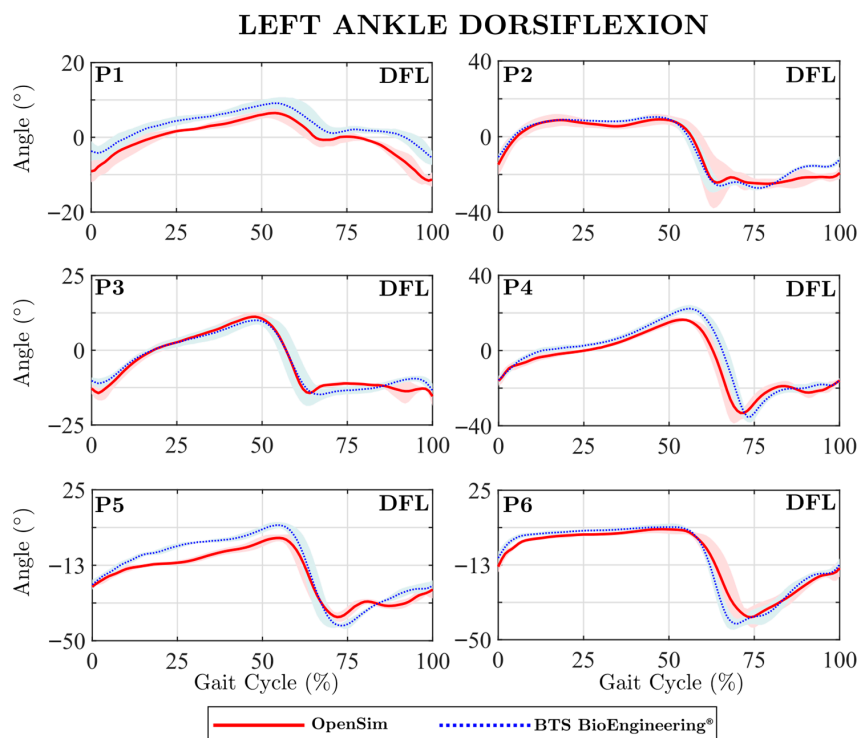 LEFT ANKLE DORSIFLEXION
20
P1
DFL
0
−20
0
25
50
75
100
Angle (°)
40
P2
DFL
0
−40
0
25
50
75
100
25
P3
DFL
0
−25
0
25
50
75
100
Angle (°)
40
P4
DFL
0
−40
0
25
50
75
100
25
P5
DFL
−13
−50
0
25
50
75
100
Angle (°)
Gait Cycle (%)
25
P6
DFL
−13
−50
0
25
50
75
100
Gait Cycle (%)
OpenSim
BTS BioEngineering®